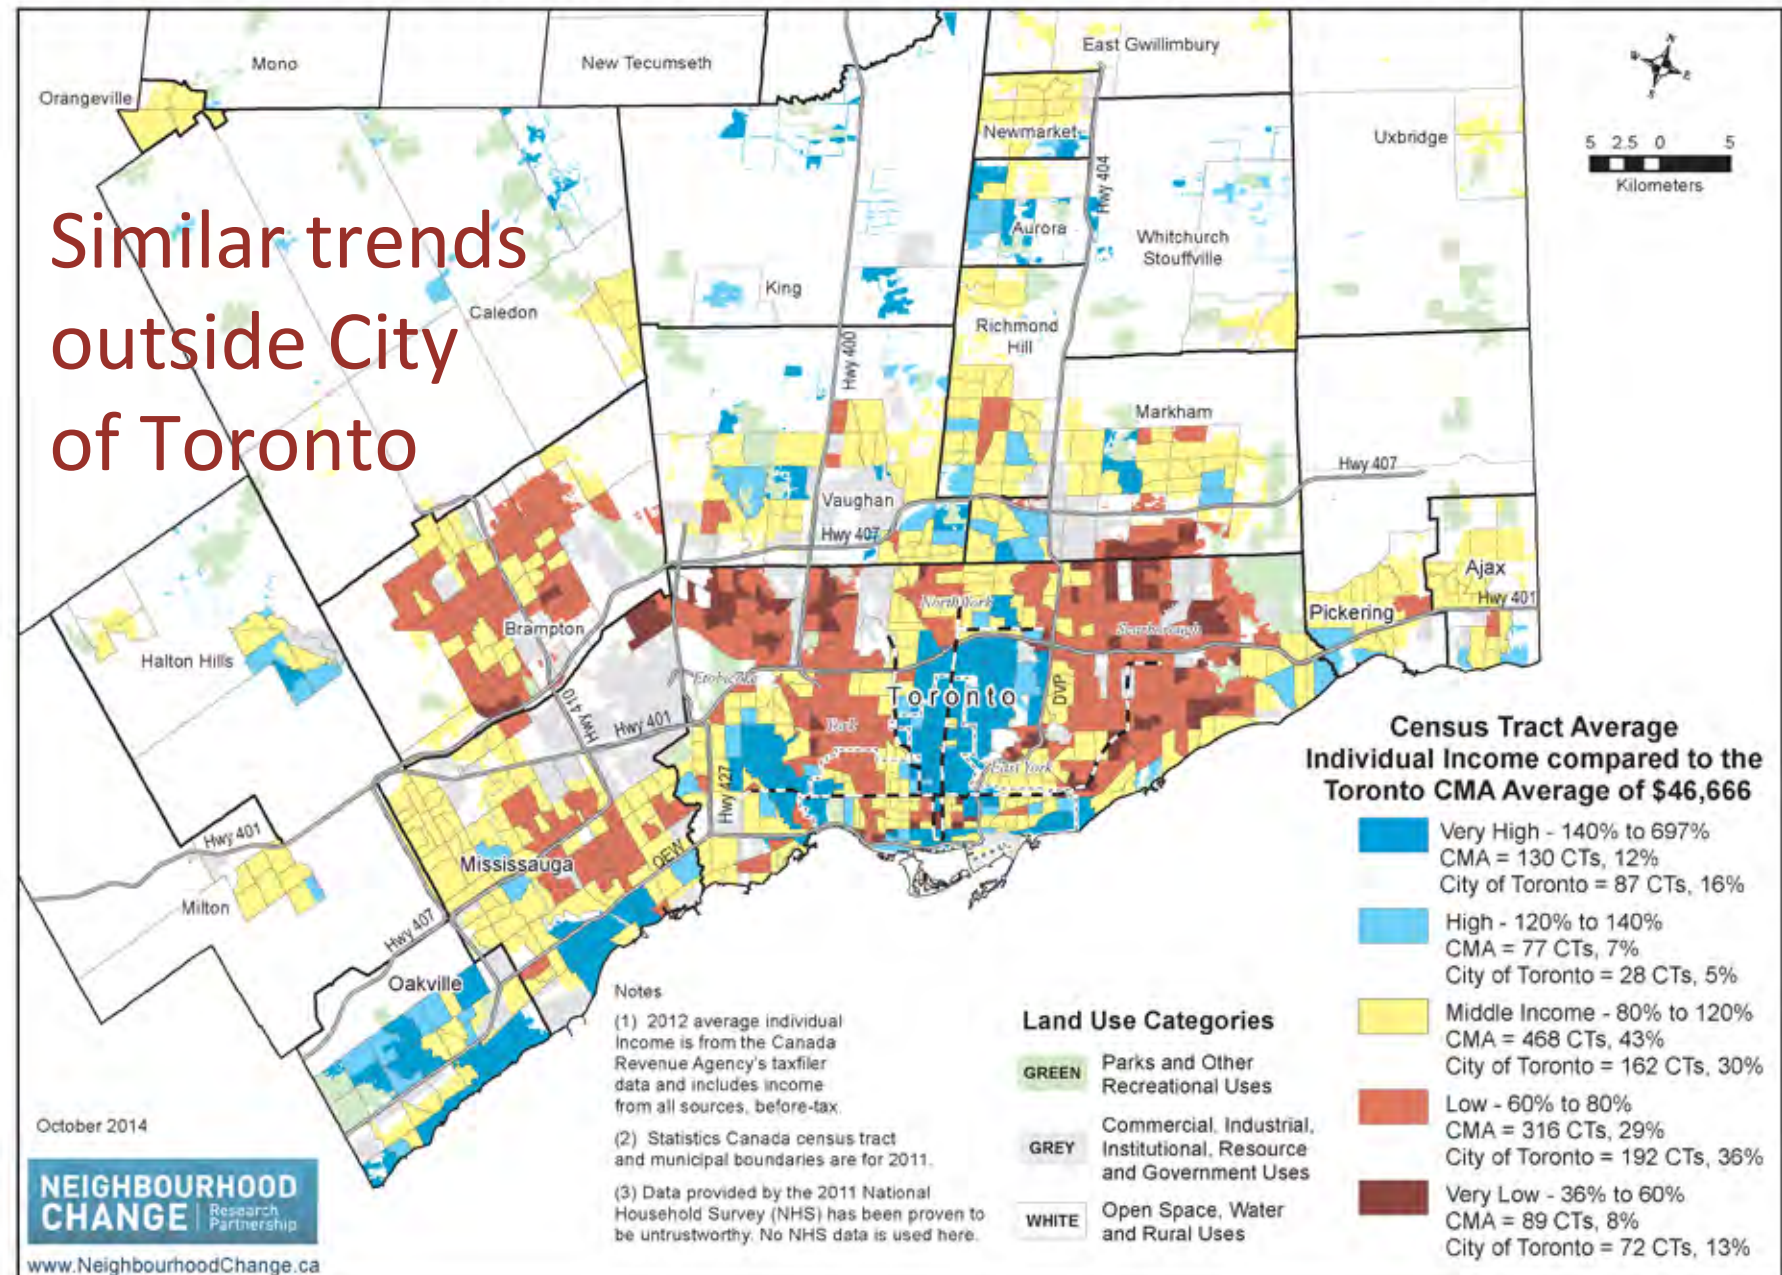 Similar trends
outside City
of Toronto
Mono
New Tecumseth
East Gwillimbury
Orangeville
Newmarket
Uxbridge
Hwy 404
Aurora
Whitchurch
Stouffville
King
Caledon
Richmond
Hill
Hwy 400
Markham
Hwy 407
Vaughan
Hwy 407
Ajax
Hwy 401
Pickering
North York
Scarborough
Brampton
Halton Hills
Etobicoke
Toronto
DVP
Hwy 410
Hwy 401
York
East York
Hwy 427
Hwy 401
Mississauga
QEW
Milton
Hwy 407
Oakville
N
W
E
S
5 2.5 0 5
Kilometers
Census Tract Average
Individual Income compared to the
Toronto CMA Average of $46,666
Very High - 140% to 697%
CMA = 130 CTs, 12%
City of Toronto = 87 CTs, 16%
High - 120% to 140%
CMA = 77 CTs, 7%
City of Toronto = 28 CTs, 5%
Middle Income - 80% to 120%
CMA = 468 CTs, 43%
City of Toronto = 162 CTs, 30%
Low - 60% to 80%
CMA = 316 CTs, 29%
City of Toronto = 192 CTs, 36%
Very Low - 36% to 60%
CMA = 89 CTs, 8%
City of Toronto = 72 CTs, 13%
Notes
(1) 2012 average individual
Income is from the Canada
Revenue Agency's taxfiler
data and includes income
from all sources, before-tax.
(2) Statistics Canada census tract
and municipal boundaries are for 2011.
(3) Data provided by the 2011 National
Household Survey (NHS) has been proven to
be untrustworthy. No NHS data is used here.
Land Use Categories
GREEN Parks and Other
Recreational Uses
GREY Commercial, Industrial,
Institutional, Resource
and Government Uses
WHITE Open Space, Water
and Rural Uses
October 2014
NEIGHBOURHOOD
CHANGE Research
Partnership
www.NeighbourhoodChange.ca